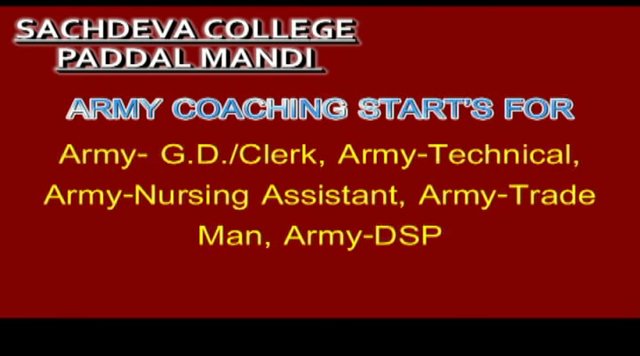 SACHDEVA COLLEGE
PADDAL MANDI
ARMY COACHING START'S FOR
Army- G.D./Clerk, Army-Technical,
Army-Nursing Assistant, Army-Trade
Man, Army-DSP